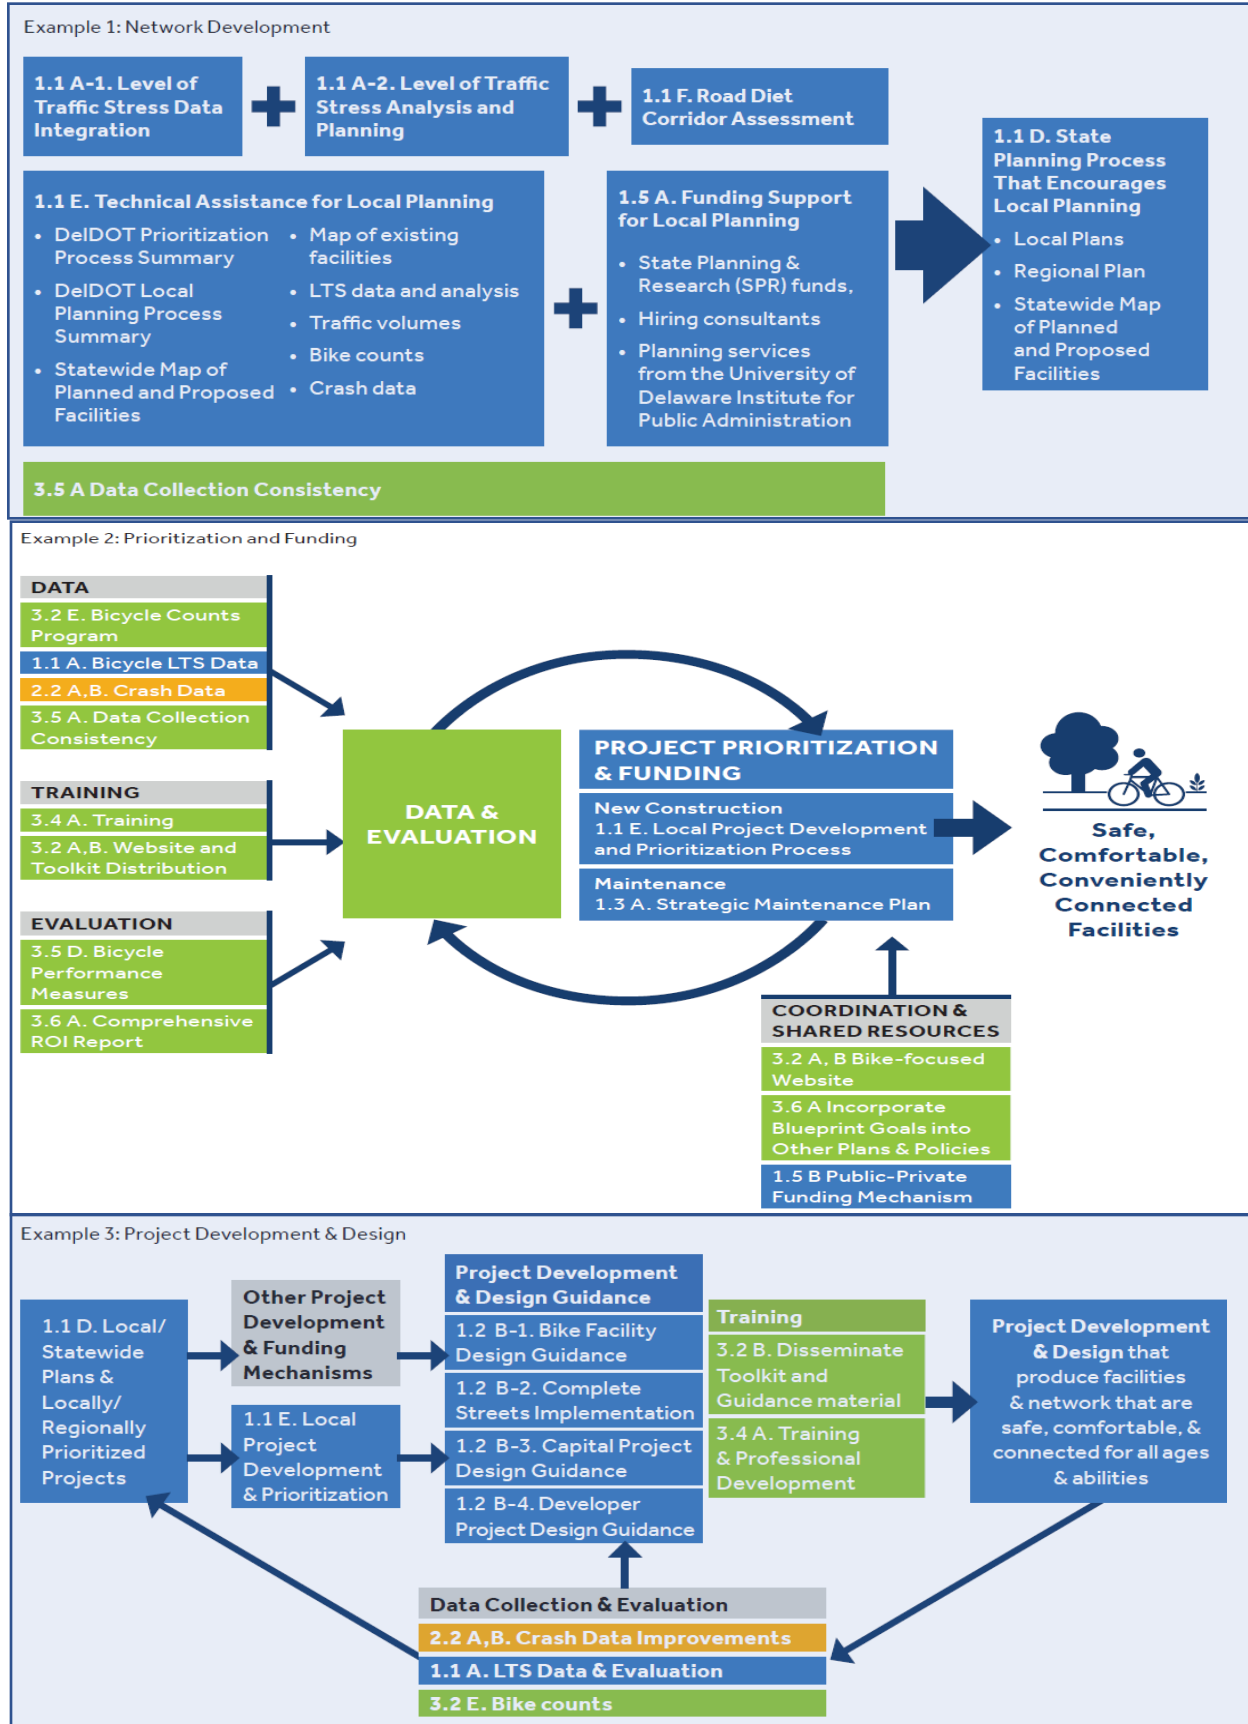 Example 1: Network Development
1.1 A-1. Level of
Traffic Stress Data
Integration
1.1 A-2. Level of Traffic
Stress Analysis and
Planning
1.1 F. Road Diet
Corridor Assessment
1.1 E. Technical Assistance for Local Planning
• DelDOT Prioritization
Process Summary
• DelDOT Local
Planning Process
Summary
• Statewide Map of
Planned and Proposed
Facilities
• Map of existing
facilities
• LTS data and analysis
• Traffic volumes
• Bike counts
• Crash data
1.5 A. Funding Support
for Local Planning
• State Planning &
Research (SPR) funds,
• Hiring consultants
• Planning services
from the University of
Delaware Institute for
Public Administration
1.1 D. State
Planning Process
That Encourages
Local Planning
• Local Plans
• Regional Plan
• Statewide Map
of Planned
and Proposed
Facilities
3.5 A Data Collection Consistency
Example 2: Prioritization and Funding
DATA
3.2 E. Bicycle Counts
Program
1.1 A. Bicycle LTS Data
2.2 A,B. Crash Data
3.5 A. Data Collection
Consistency
TRAINING
3.4 A. Training
3.2 A,B. Website and
Toolkit Distribution
EVALUATION
3.5 D. Bicycle
Performance
Measures
3.6 A. Comprehensive
ROI Report
DATA &
EVALUATION
PROJECT PRIORITIZATION
& FUNDING
New Construction
1.1 E. Local Project Development
and Prioritization Process
Maintenance
1.3 A. Strategic Maintenance Plan
Safe,
Comfortable,
Conveniently
Connected
Facilities
COORDINATION &
SHARED RESOURCES
3.2 A, B Bike-focused
Website
3.6 A Incorporate
Blueprint Goals into
Other Plans & Policies
1.5 B Public-Private
Funding Mechanism
Example 3: Project Development & Design
1.1 D. Local/
Statewide
Plans &
Locally/
Regionally
Prioritized
Projects
Other Project
Development
& Funding
Mechanisms
1.1 E. Local
Project
Development
& Prioritization
Project Development
& Design Guidance
1.2 B-1. Bike Facility
Design Guidance
1.2 B-2. Complete
Streets Implementation
1.2 B-3. Capital Project
Design Guidance
1.2 B-4. Developer
Project Design Guidance
Training
3.2 B. Disseminate
Toolkit and
Guidance material
3.4 A. Training
& Professional
Development
Project Development
& Design that
produce facilities
& network that are
safe, comfortable, &
connected for all ages
& abilities
Data Collection & Evaluation
2.2 A,B. Crash Data Improvements
1.1 A. LTS Data & Evaluation
3.2 E. Bike counts